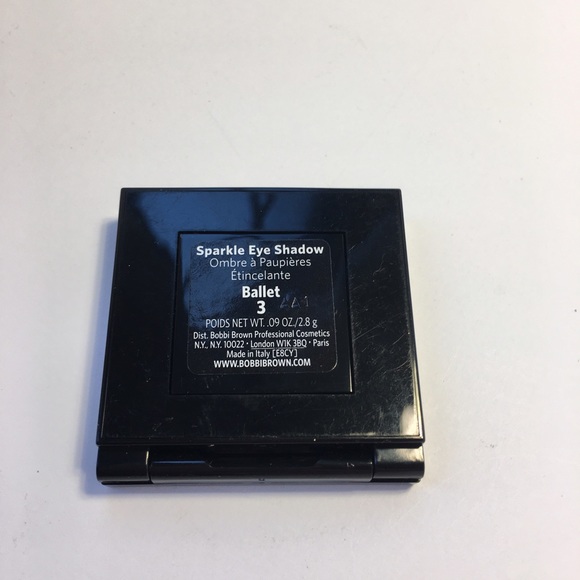 Sparkle Eye Shadow
Ombre à Paupières
Étincelante
Ballet
3 4A1
POIDS NET WT. .09 OZ./2.8 g
Dist. Bobbi Brown Professional Cosmetics
N.Y., N.Y. 10022 • London W1K 3BQ • Paris
Made in Italy [E8CY]
WWW.BOBBIBROWN.COM